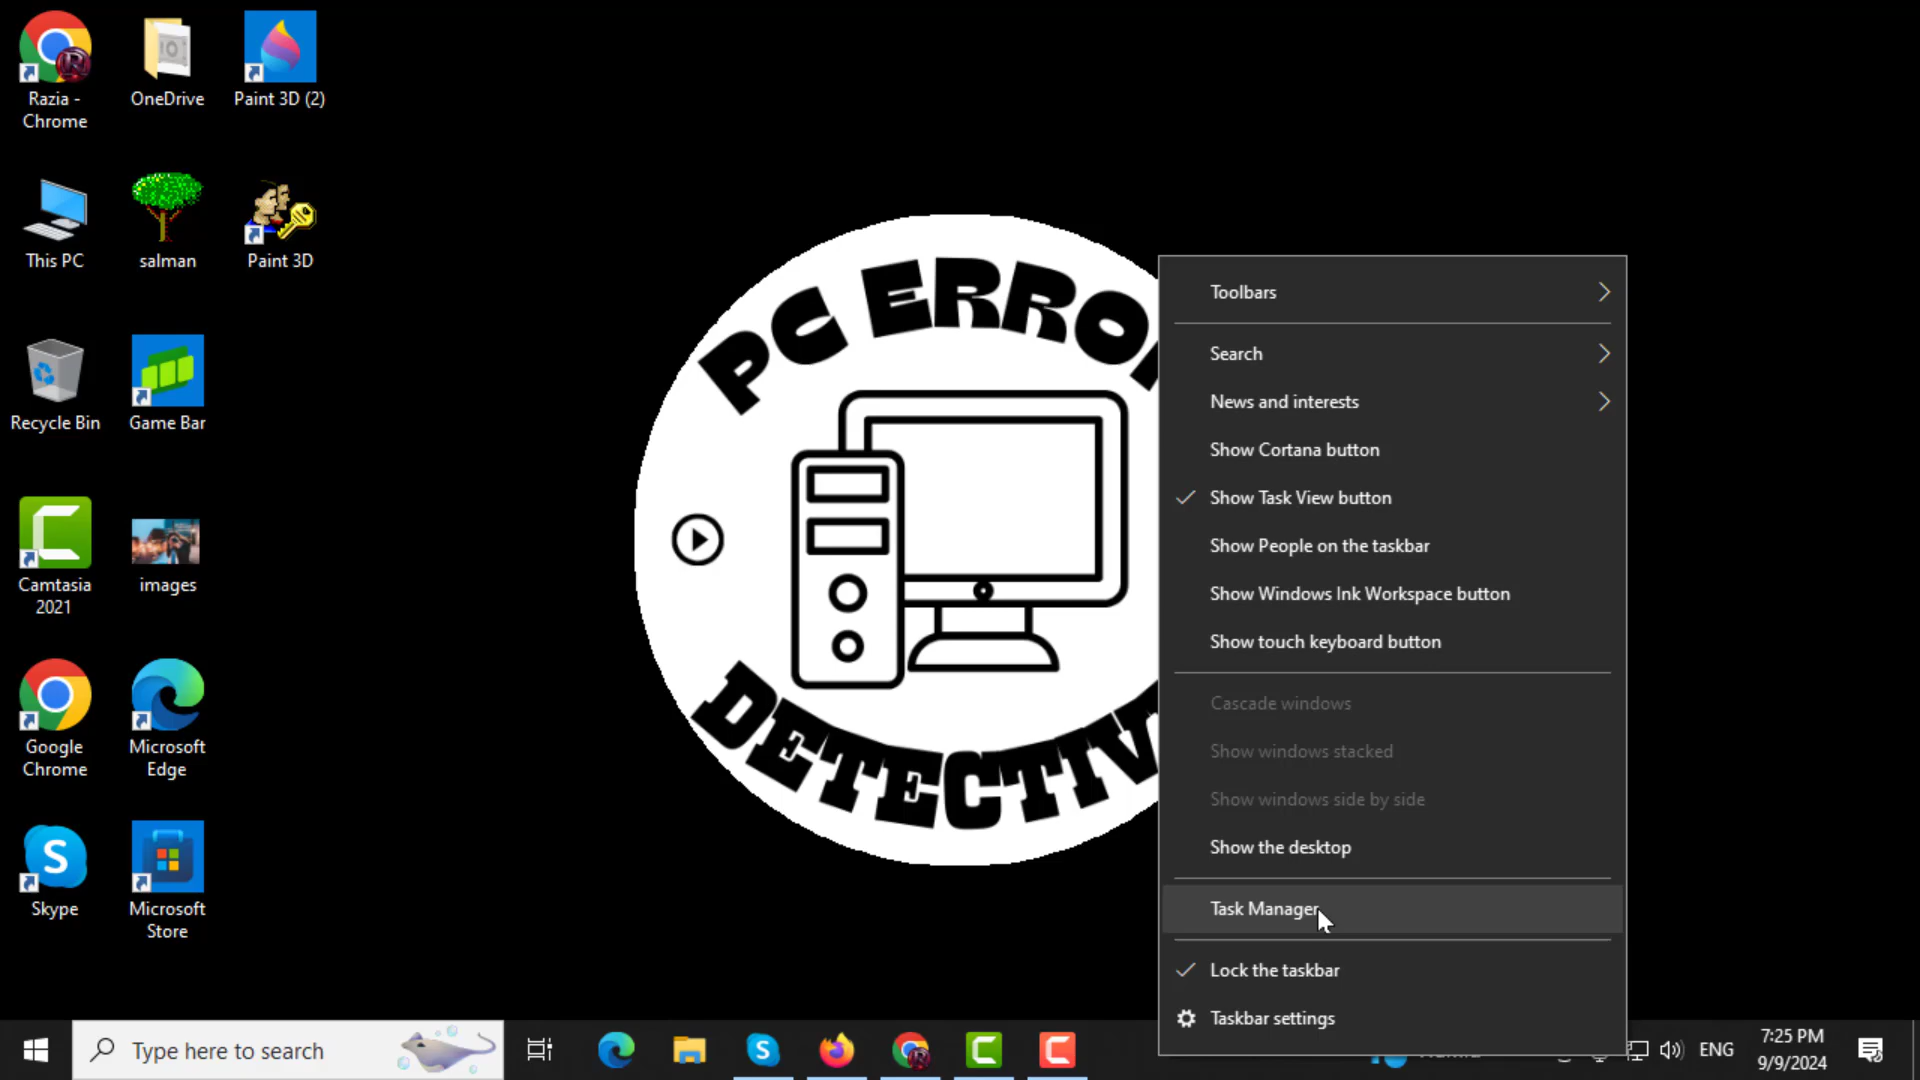 Razia -
Chrome
OneDrive
Paint 3D (2)
This PC
salman
Paint 3D
Recycle Bin
Game Bar
Camtasia
2021
images
Google
Chrome
Microsoft
Edge
Skype
Microsoft
Store
PC ERRO
DETECTIV
Toolbars
Search
News and interests
Show Cortana button
Show Task View button
Show People on the taskbar
Show Windows Ink Workspace button
Show touch keyboard button
Cascade windows
Show windows stacked
Show windows side by side
Show the desktop
Task Manager
Lock the taskbar
Taskbar settings
Type here to search
ENG
7:25 PM
9/9/2024